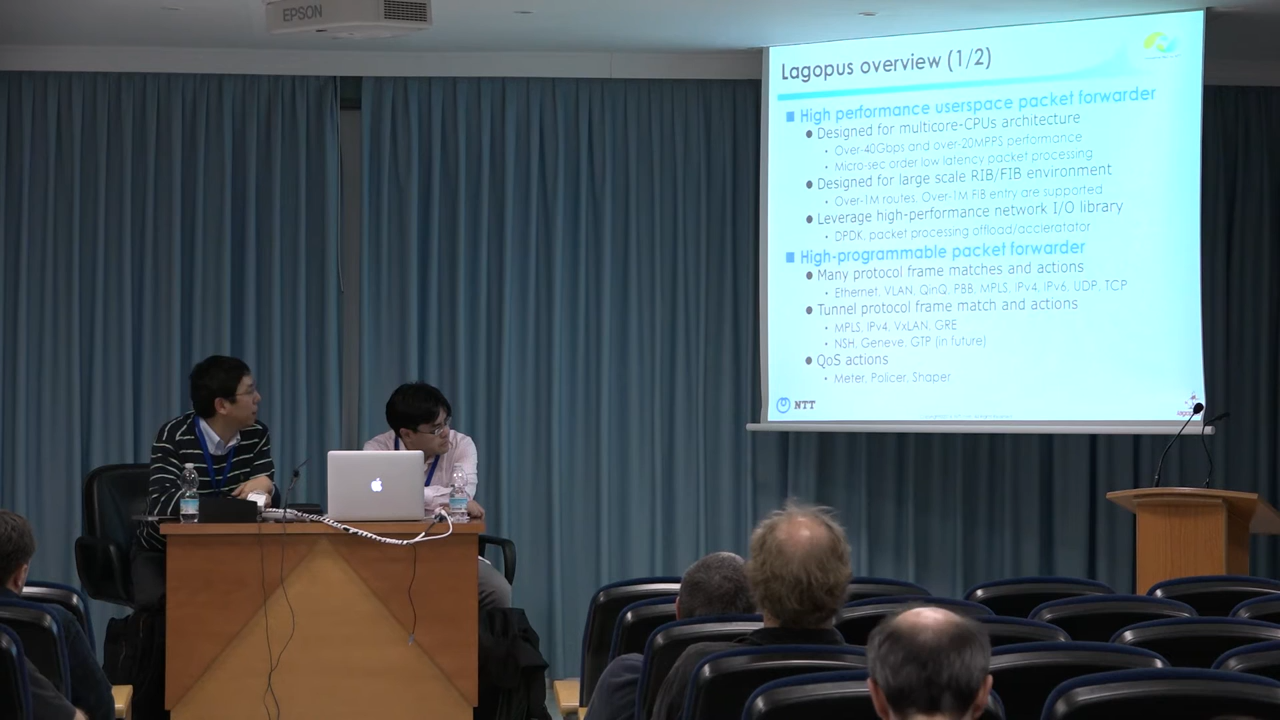 EPSON
Lagopus overview (1/2)
High performance userspace packet forwarder
Designed for multicore-CPUs architecture
Over-40Gbps and over-20MPPS performance
Micro-sec order low latency packet processing
Designed for large scale RIB/FIB environment
Over-1M routes, Over-1M FIB entry are supported
Leverage high-performance network I/O library
DPDK, packet processing offload/accleratator
High-programmable packet forwarder
Many protocol frame matches and actions
Ethernet, VLAN, QinQ, PBB, MPLS, IPv4, IPv6, UDP, TCP
Tunnel protocol frame match and actions
MPLS, IPv4, VxLAN, GRE
NSH, Geneve, GTP (in future)
QoS actions
Meter, Policer, Shaper
NTT